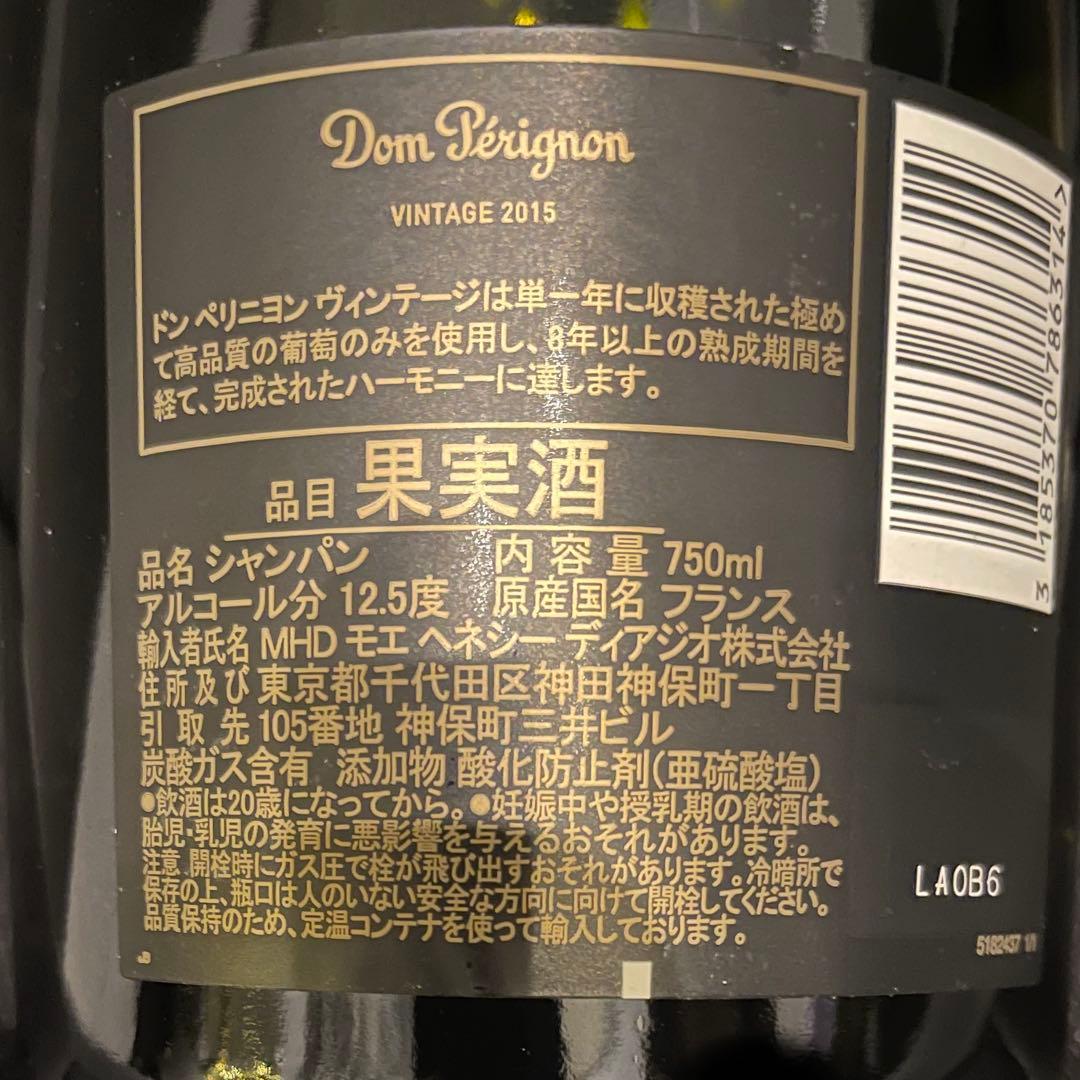 Dom Pérignon
VINTAGE 2015
ドン ペリニヨン ヴィンテージは単一年に収穫された極め
て高品質の葡萄のみを使用し、8年以上の熟成期間を
経て、完成されたハーモニーに達します。
品目 果実酒
品名 シャンパン 内容量 750ml
アルコール分 12.5度 原産国名 フランス
輸入者氏名 MHD モエ ヘネシー ディアジオ株式会社
住所及び 東京都千代田区神田神保町一丁目
引取先 105番地 神保町三井ビル
炭酸ガス含有 添加物 酸化防止剤(亜硫酸塩)
●飲酒は20歳になってから。●妊娠中や授乳期の飲酒は、
胎児・乳児の発育に悪影響を与えるおそれがあります。
注意 開栓時にガス圧で栓が飛び出すおそれがあります。冷暗所で
保存の上、瓶口は人のいない安全な方向に向けて開栓してください。
品質保持のため、定温コンテナを使って輸入しております。
JB
3 185370 786314 >
LA0B6
5182437 1/1